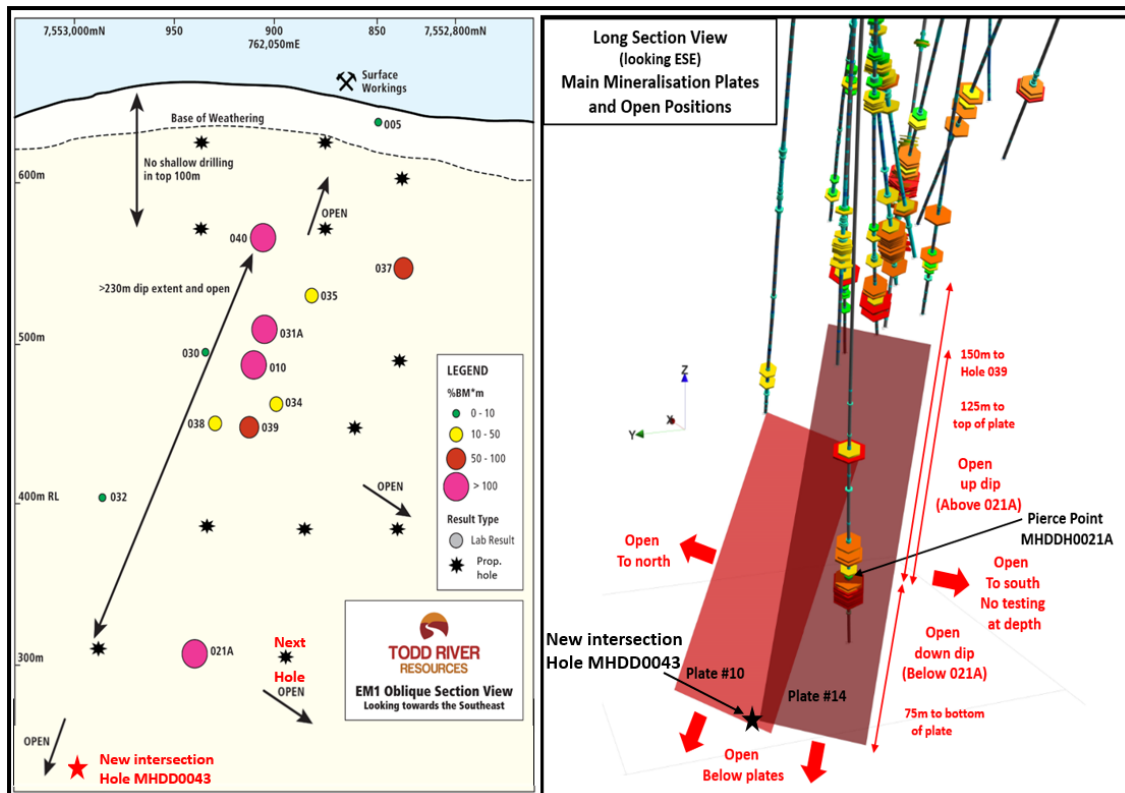 7,553,000mN
950
900
762,050mE
850
7,552,800mN
Surface
Workings
Base of Weathering
005
No shallow drilling
in top 100m
600m
OPEN
040
037
>230m dip extent and open
035
500m
031A
030
010
034
038
039
400m RL
032
OPEN
LEGEND
%BM*m
0 - 10
10 - 50
50 - 100
> 100
Result Type
Lab Result
Prop.
hole
300m
021A
Next
Hole
OPEN
TODD RIVER
RESOURCES
EM1 Oblique Section View
Looking towards the Southeast
OPEN
New intersection
Hole MHDD0043
Long Section View
(looking ESE)
Main Mineralisation Plates
and Open Positions
Z
X
Y
150m to
Hole 039
125m to
top of plate
Open
up dip
(Above 021A)
Pierce Point
MHDDH0021A
Open
To north
Open
To south
No testing
at depth
New intersection
Hole MHDD0043
Open
down dip
(Below 021A)
Plate #10
Plate #14
75m to bottom
of plate
Open
Below plates